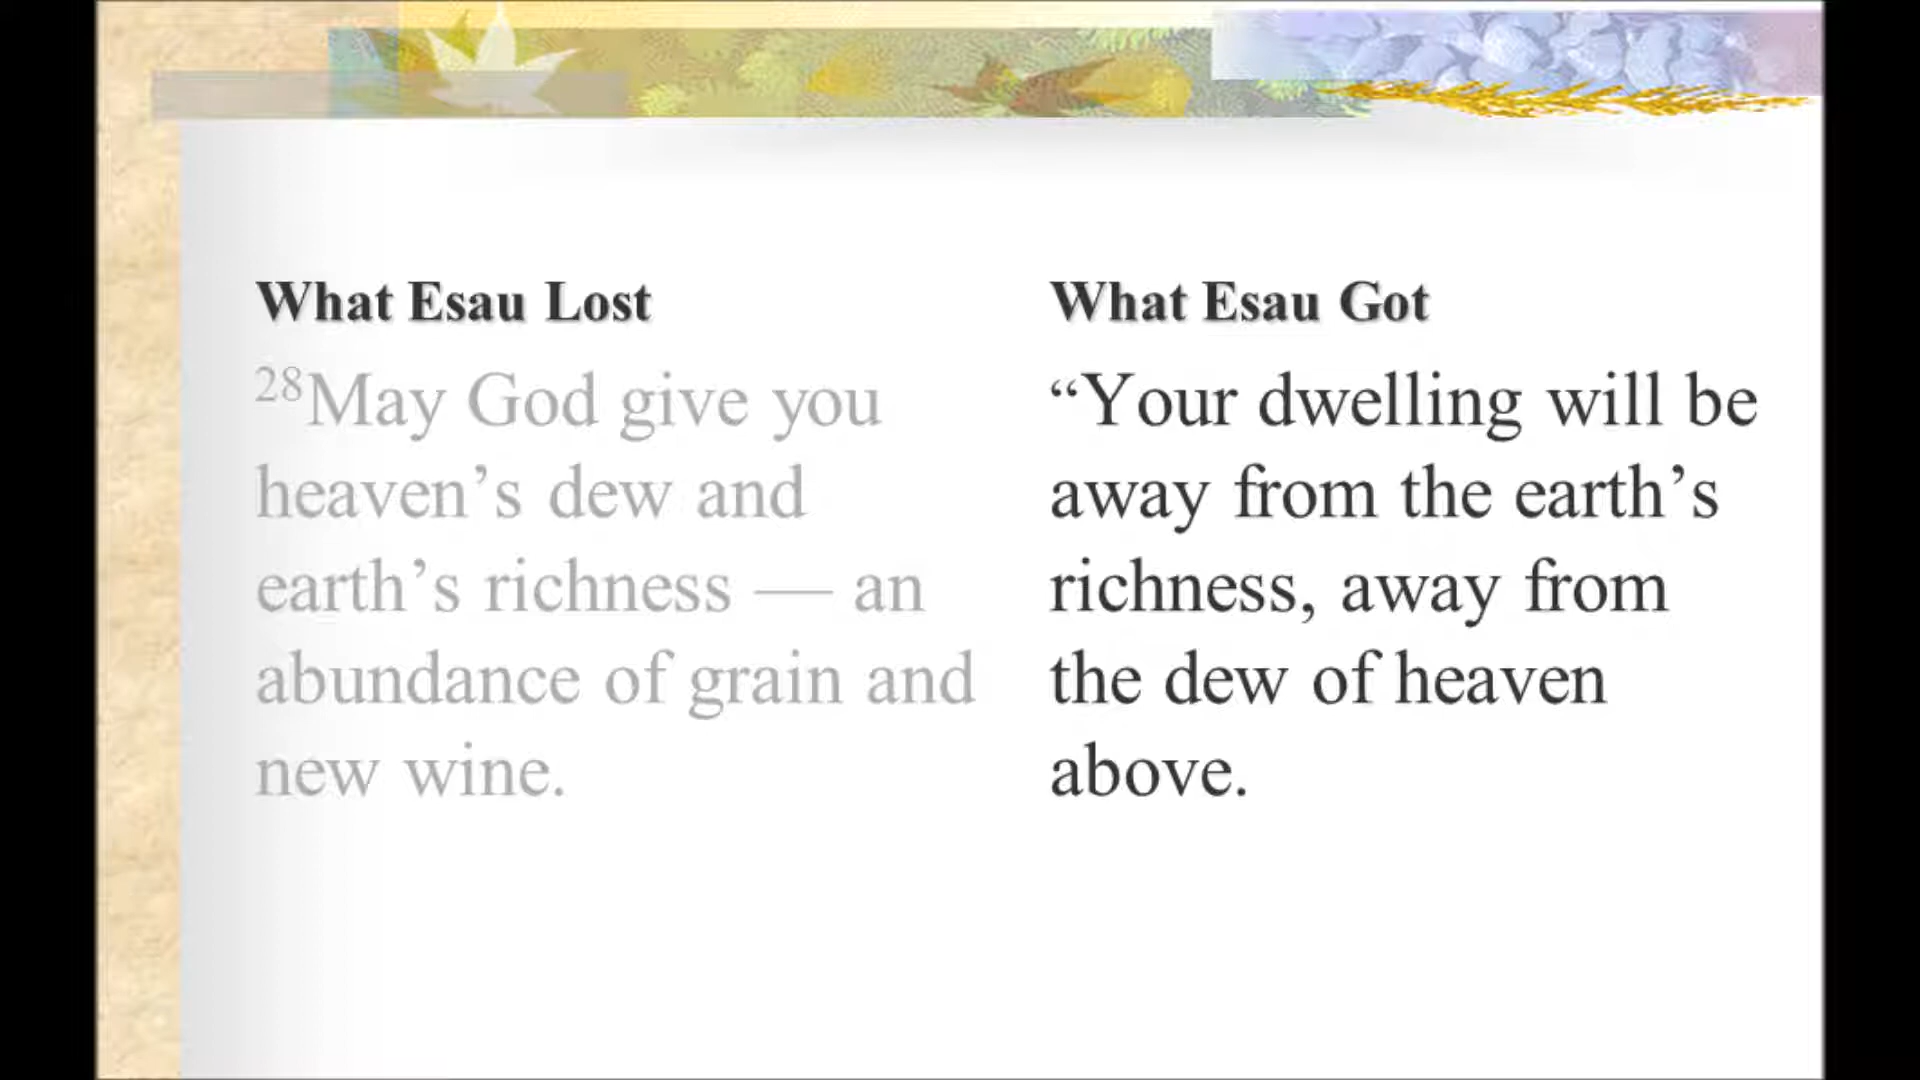 What Esau Lost
²⁸May God give you
heaven’s dew and
earth’s richness — an
abundance of grain and
new wine.
What Esau Got
“Your dwelling will be
away from the earth’s
richness, away from
the dew of heaven
above.